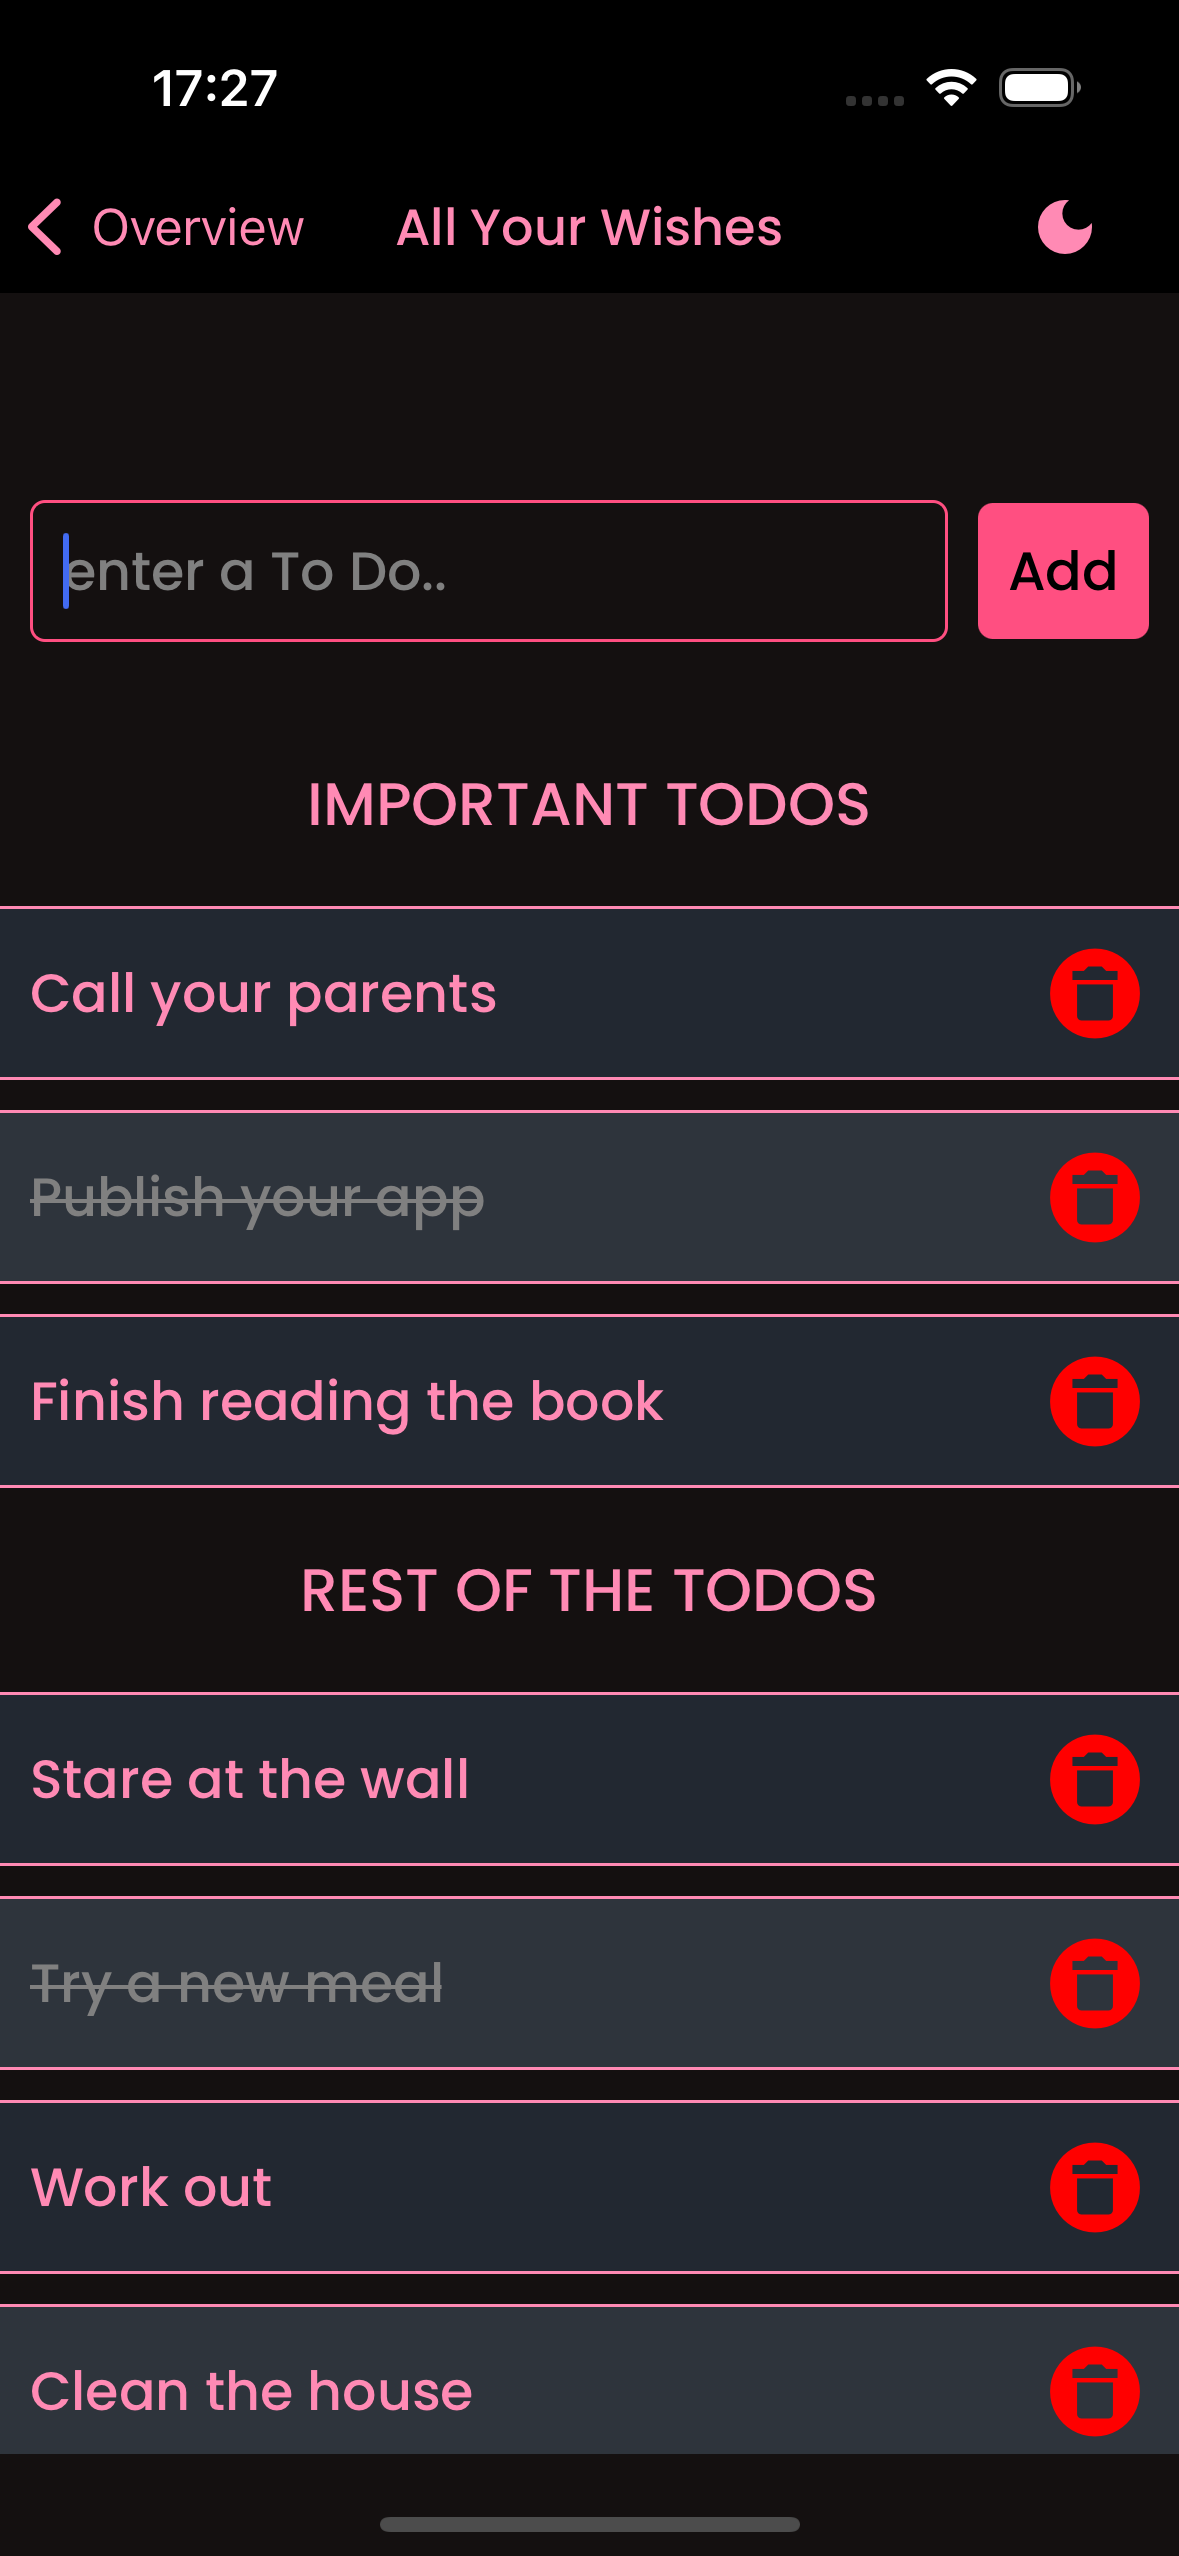 17:27
Overview All Your Wishes
enter a To Do.. Add
IMPORTANT TODOS
Call your parents
Publish your app
Finish reading the book
REST OF THE TODOS
Stare at the wall
Try a new meal
Work out
Clean the house